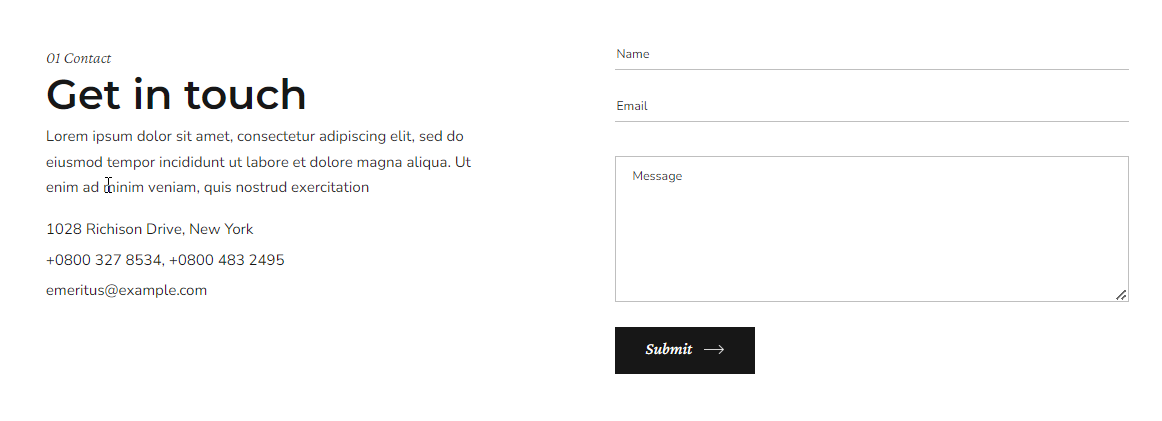 01 Contact
Get in touch
Lorem ipsum dolor sit amet, consectetur adipiscing elit, sed do
eiusmod tempor incididunt ut labore et dolore magna aliqua. Ut
enim ad minim veniam, quis nostrud exercitation
1028 Richison Drive, New York
+0800 327 8534, +0800 483 2495
emeritus@example.com
Name
Email
Message
Submit